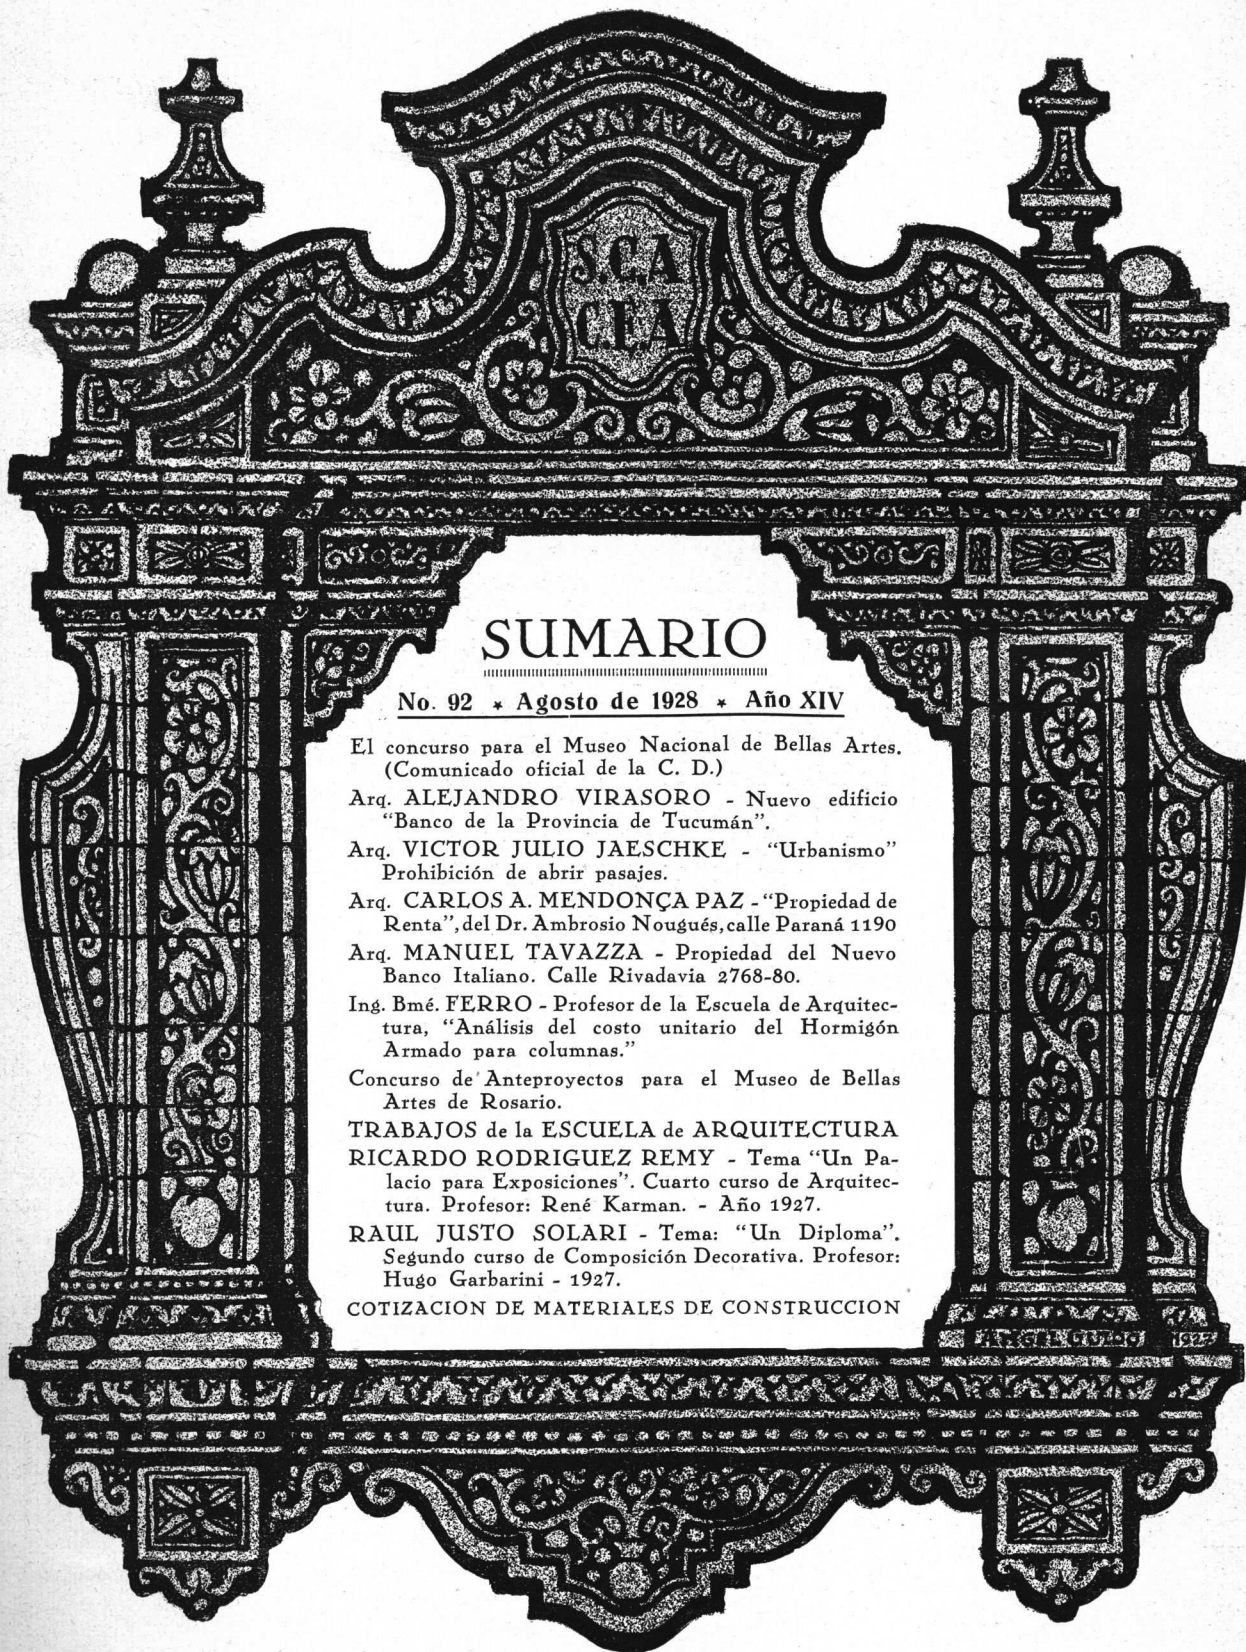 S.C.A
C.E.A
SUMARIO
No. 92 * Agosto de 1928 * Año XIV
El concurso para el Museo Nacional de Bellas Artes.
(Comunicado oficial de la C. D.)
Arq. ALEJANDRO VIRASORO - Nuevo edificio
“Banco de la Provincia de Tucumán”.
Arq. VICTOR JULIO JAESCHKE - “Urbanismo”
Prohibición de abrir pasajes.
Arq. CARLOS A. MENDONÇA PAZ - “Propiedad de
Renta”, del Dr. Ambrosio Nougués, calle Paraná 1190
Arq. MANUEL TAVAZZA - Propiedad del Nuevo
Banco Italiano. Calle Rivadavia 2768-80.
Ing. Bmé. FERRO - Profesor de la Escuela de Arquitec-
tura, “Análisis del costo unitario del Hormigón
Armado para columnas.”
Concurso de Anteproyectos para el Museo de Bellas
Artes de Rosario.
TRABAJOS de la ESCUELA de ARQUITECTURA
RICARDO RODRIGUEZ REMY - Tema “Un Pa-
lacio para Exposiciones”. Cuarto curso de Arquitec-
tura. Profesor: René Karman. - Año 1927.
RAUL JUSTO SOLARI - Tema: “Un Diploma”.
Segundo curso de Composición Decorativa. Profesor:
Hugo Garbarini - 1927.
COTIZACION DE MATERIALES DE CONSTRUCCION
ANGEL GUIDO 1927